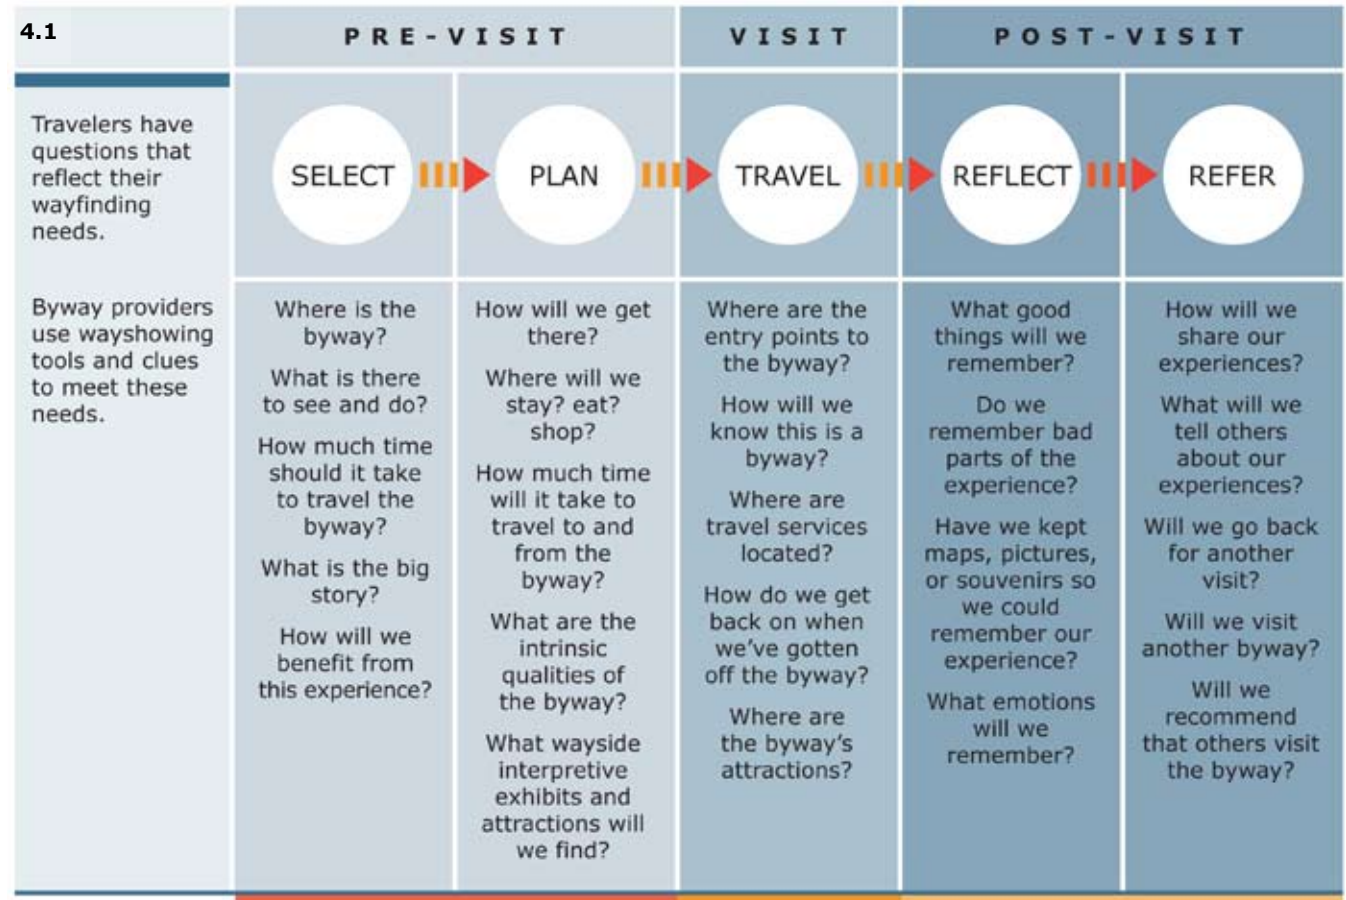 4.1
PRE-VISIT
VISIT
POST-VISIT
Travelers have
questions that
reflect their
wayfinding
needs.
SELECT
PLAN
TRAVEL
REFLECT
REFER
Byway providers
use wayshowing
tools and clues
to meet these
needs.
Where is the
byway?
What is there
to see and do?
How much time
should it take
to travel the
byway?
What is the big
story?
How will we
benefit from
this experience?
How will we get
there?
Where will we
stay? eat?
shop?
How much time
will it take to
travel to and
from the
byway?
What are the
intrinsic
qualities of
the byway?
What wayside
interpretive
exhibits and
attractions will
we find?
Where are the
entry points to
the byway?
How will we
know this is a
byway?
Where are
travel services
located?
How do we get
back on when
we've gotten
off the byway?
Where are
the byway's
attractions?
What good
things will we
remember?
Do we
remember bad
parts of the
experience?
Have we kept
maps, pictures,
or souvenirs so
we could
remember our
experience?
What emotions
will we
remember?
How will we
share our
experiences?
What will we
tell others
about our
experiences?
Will we go back
for another
visit?
Will we visit
another byway?
Will we
recommend
that others visit
the byway?